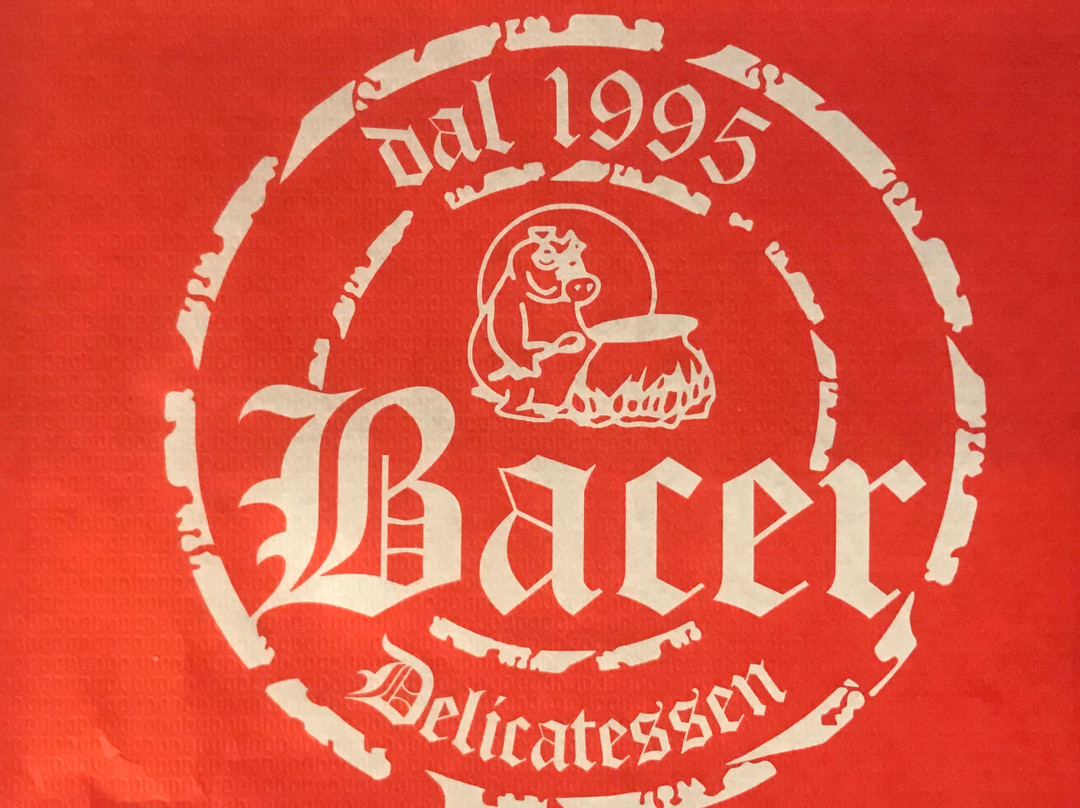 dal 1995
Bacer
Delicatessen